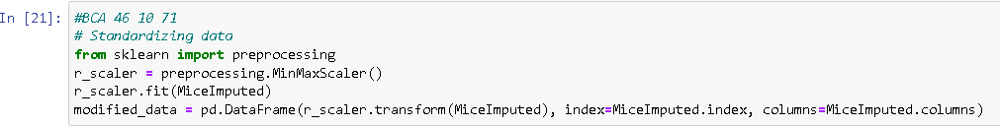 In [21]:
#BCA 46 10 71
# Standardizing data
from sklearn import preprocessing
r_scaler = preprocessing.MinMaxScaler()
r_scaler.fit(MiceImputed)
modified_data = pd.DataFrame(r_scaler.transform(MiceImputed), index=MiceImputed.index, columns=MiceImputed.columns)